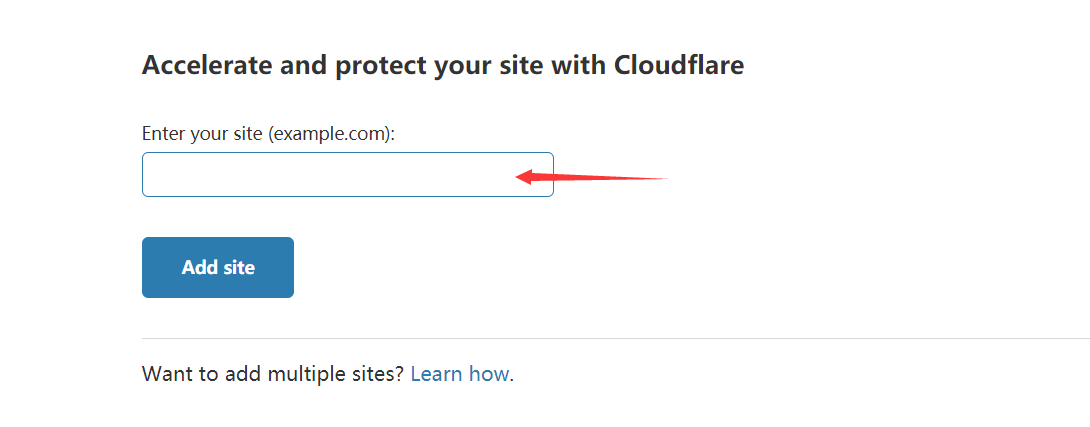 Accelerate and protect your site with Cloudflare
Enter your site (example.com):
Add site
Want to add multiple sites? Learn how.